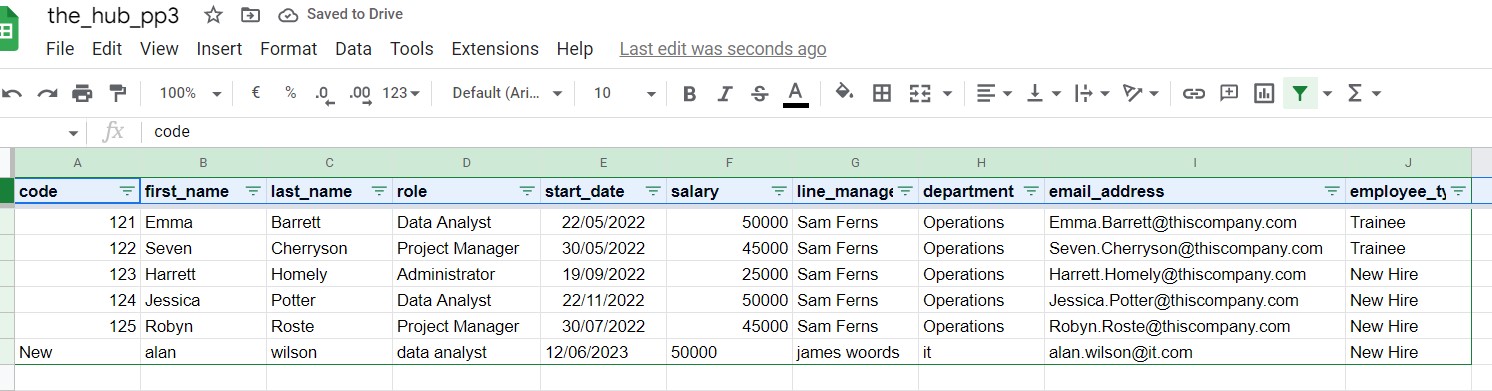 the_hub_pp3 Saved to Drive
File Edit View Insert Format Data Tools Extensions Help Last edit was seconds ago
100% € % .0 .00 123 Default (Ari... 10 B I S A Σ
fx code
A B C D E F G H I J
code first_name last_name role start_date salary line_manage department email_address employee_ty
121 Emma Barrett Data Analyst 22/05/2022 50000 Sam Ferns Operations Emma.Barrett@thiscompany.com Trainee
122 Seven Cherryson Project Manager 30/05/2022 45000 Sam Ferns Operations Seven.Cherryson@thiscompany.com Trainee
123 Harrett Homely Administrator 19/09/2022 25000 Sam Ferns Operations Harrett.Homely@thiscompany.com New Hire
124 Jessica Potter Data Analyst 22/11/2022 50000 Sam Ferns Operations Jessica.Potter@thiscompany.com New Hire
125 Robyn Roste Project Manager 30/07/2022 45000 Sam Ferns Operations Robyn.Roste@thiscompany.com New Hire
New alan wilson data analyst 12/06/2023 50000 james woords it alan.wilson@it.com New Hire